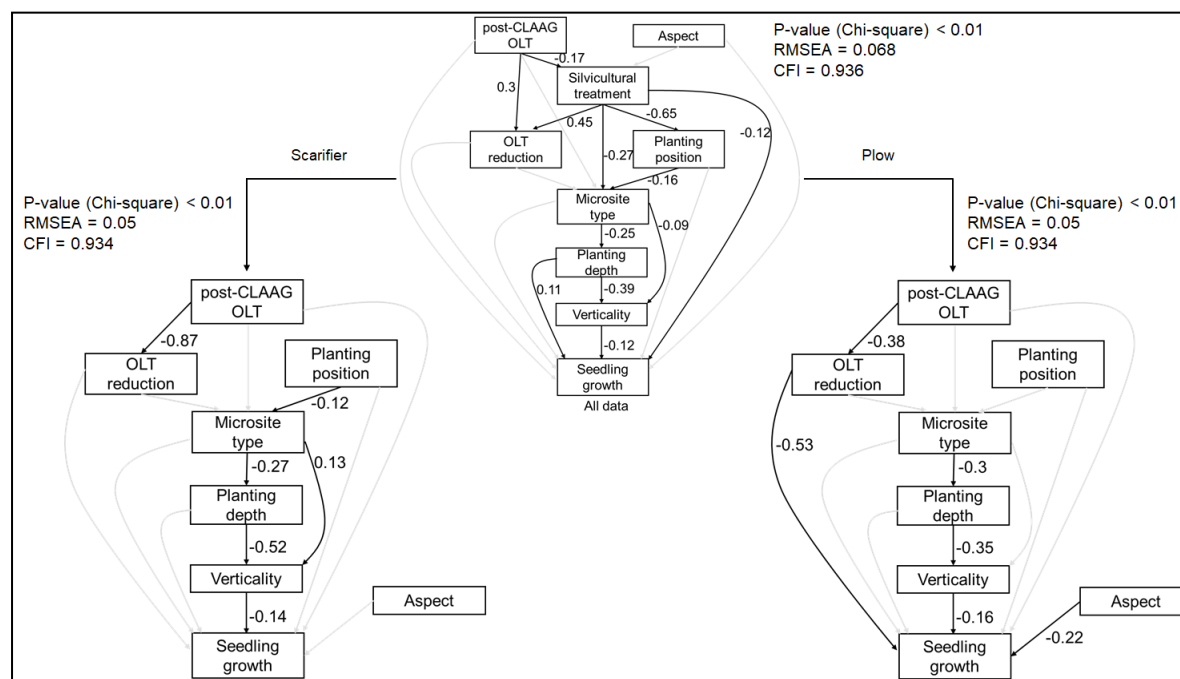 post-CLAAG
OLT
Aspect
P-value (Chi-square) < 0.01
RMSEA = 0.068
CFI = 0.936
-0.17
Silvicultural
treatment
0.3
0.45
-0.65
-0.12
OLT
reduction
-0.27
Planting
position
-0.16
Microsite
type
-0.25
-0.09
Planting
depth
0.11
-0.39
Verticality
-0.12
Seedling
growth
All data
Scarifier
P-value (Chi-square) < 0.01
RMSEA = 0.05
CFI = 0.934
post-CLAAG
OLT
-0.87
OLT
reduction
Planting
position
-0.12
Microsite
type
-0.27
0.13
Planting
depth
-0.52
Verticality
Aspect
-0.14
Seedling
growth
Plow
P-value (Chi-square) < 0.01
RMSEA = 0.05
CFI = 0.934
post-CLAAG
OLT
-0.38
OLT
reduction
Planting
position
Microsite
type
-0.53
-0.3
Planting
depth
-0.35
Verticality
Aspect
-0.16
-0.22
Seedling
growth